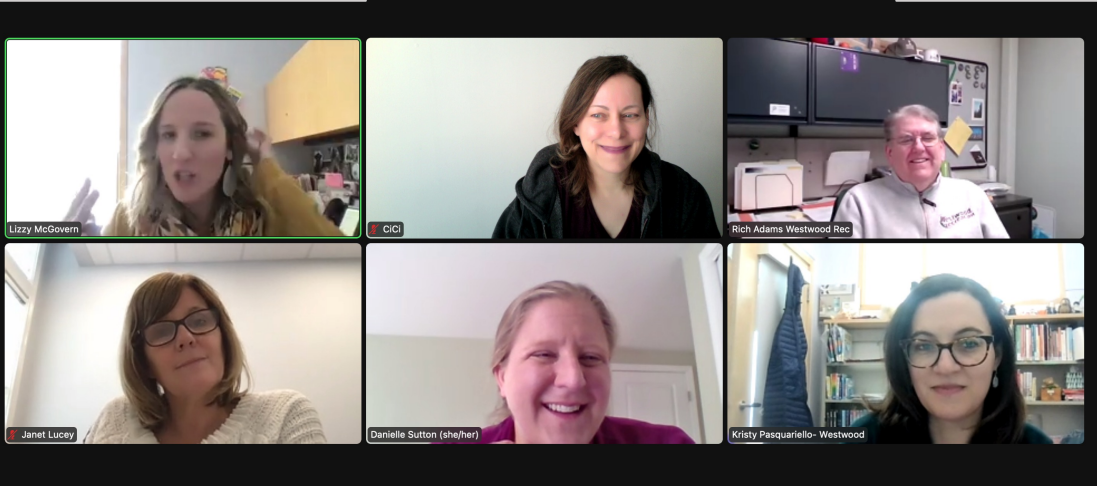 Lizzy McGovern
CiCi
Rich Adams Westwood Rec
Janet Lucey
Danielle Sutton (she/her)
Kristy Pasquariello- Westwood